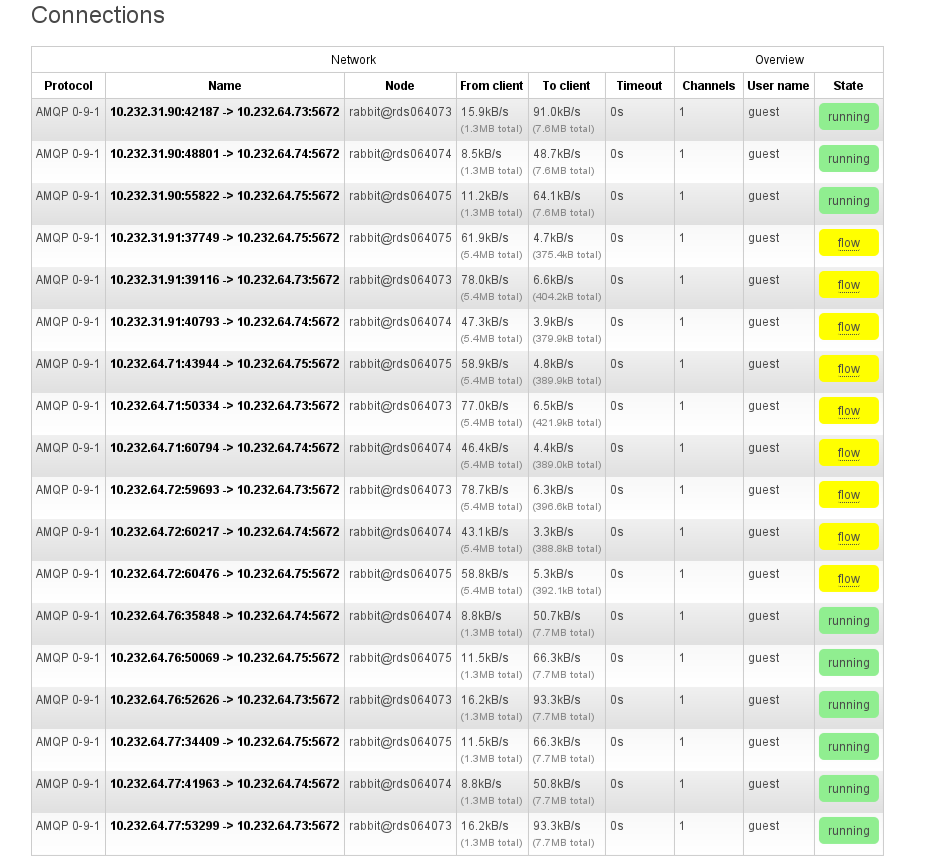 Connections
Network Overview
Protocol Name Node From client To client Timeout Channels User name State
AMQP 0-9-1 10.232.31.90:42187 -> 10.232.64.73:5672 rabbit@rds064073 15.9kB/s 91.0kB/s 0s 1 guest running
(1.3MB total) (7.6MB total)
AMQP 0-9-1 10.232.31.90:48801 -> 10.232.64.74:5672 rabbit@rds064074 8.5kB/s 48.7kB/s 0s 1 guest running
(1.3MB total) (7.6MB total)
AMQP 0-9-1 10.232.31.90:55822 -> 10.232.64.75:5672 rabbit@rds064075 11.2kB/s 64.1kB/s 0s 1 guest running
(1.3MB total) (7.6MB total)
AMQP 0-9-1 10.232.31.91:37749 -> 10.232.64.75:5672 rabbit@rds064075 61.9kB/s 4.7kB/s 0s 1 guest flow
(5.4MB total) (375.4kB total)
AMQP 0-9-1 10.232.31.91:39116 -> 10.232.64.73:5672 rabbit@rds064073 78.0kB/s 6.6kB/s 0s 1 guest flow
(5.4MB total) (404.2kB total)
AMQP 0-9-1 10.232.31.91:40793 -> 10.232.64.74:5672 rabbit@rds064074 47.3kB/s 3.9kB/s 0s 1 guest flow
(5.4MB total) (379.9kB total)
AMQP 0-9-1 10.232.64.71:43944 -> 10.232.64.75:5672 rabbit@rds064075 58.9kB/s 4.8kB/s 0s 1 guest flow
(5.4MB total) (389.9kB total)
AMQP 0-9-1 10.232.64.71:50334 -> 10.232.64.73:5672 rabbit@rds064073 77.0kB/s 6.5kB/s 0s 1 guest flow
(5.4MB total) (421.9kB total)
AMQP 0-9-1 10.232.64.71:60794 -> 10.232.64.74:5672 rabbit@rds064074 46.4kB/s 4.4kB/s 0s 1 guest flow
(5.4MB total) (389.0kB total)
AMQP 0-9-1 10.232.64.72:59693 -> 10.232.64.73:5672 rabbit@rds064073 78.7kB/s 6.3kB/s 0s 1 guest flow
(5.4MB total) (396.6kB total)
AMQP 0-9-1 10.232.64.72:60217 -> 10.232.64.74:5672 rabbit@rds064074 43.1kB/s 3.3kB/s 0s 1 guest flow
(5.4MB total) (388.8kB total)
AMQP 0-9-1 10.232.64.72:60476 -> 10.232.64.75:5672 rabbit@rds064075 58.8kB/s 5.3kB/s 0s 1 guest flow
(5.4MB total) (392.1kB total)
AMQP 0-9-1 10.232.64.76:35848 -> 10.232.64.74:5672 rabbit@rds064074 8.8kB/s 50.7kB/s 0s 1 guest running
(1.3MB total) (7.7MB total)
AMQP 0-9-1 10.232.64.76:50069 -> 10.232.64.75:5672 rabbit@rds064075 11.5kB/s 66.3kB/s 0s 1 guest running
(1.3MB total) (7.7MB total)
AMQP 0-9-1 10.232.64.76:52626 -> 10.232.64.73:5672 rabbit@rds064073 16.2kB/s 93.3kB/s 0s 1 guest running
(1.3MB total) (7.7MB total)
AMQP 0-9-1 10.232.64.77:34409 -> 10.232.64.75:5672 rabbit@rds064075 11.5kB/s 66.3kB/s 0s 1 guest running
(1.3MB total) (7.7MB total)
AMQP 0-9-1 10.232.64.77:41963 -> 10.232.64.74:5672 rabbit@rds064074 8.8kB/s 50.8kB/s 0s 1 guest running
(1.3MB total) (7.7MB total)
AMQP 0-9-1 10.232.64.77:53299 -> 10.232.64.73:5672 rabbit@rds064073 16.2kB/s 93.3kB/s 0s 1 guest running
(1.3MB total) (7.7MB total)